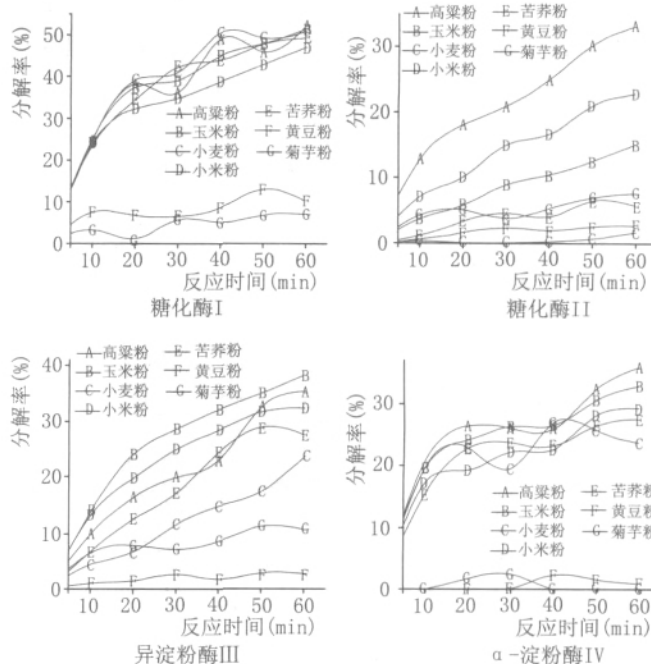 分解率(%)
50
40
30
20
10
0
A 高粱粉
B 玉米粉
C 小麦粉
D 小米粉
E 苦荞粉
F 黄豆粉
G 菊芋粉
10 20 30 40 50 60
反应时间(min)
糖化酶I
分解率(%)
30
20
10
0
A 高粱粉
B 玉米粉
C 小麦粉
D 小米粉
E 苦荞粉
F 黄豆粉
G 菊芋粉
10 20 30 40 50 60
反应时间(min)
糖化酶II
分解率(%)
40
30
20
10
0
A 高粱粉
B 玉米粉
C 小麦粉
D 小米粉
E 苦荞粉
F 黄豆粉
G 菊芋粉
10 20 30 40 50 60
反应时间(min)
异淀粉酶III
分解率(%)
30
20
10
0
A 高粱粉
B 玉米粉
C 小麦粉
D 小米粉
E 苦荞粉
F 黄豆粉
G 菊芋粉
10 20 30 40 50 60
反应时间(min)
α-淀粉酶IV